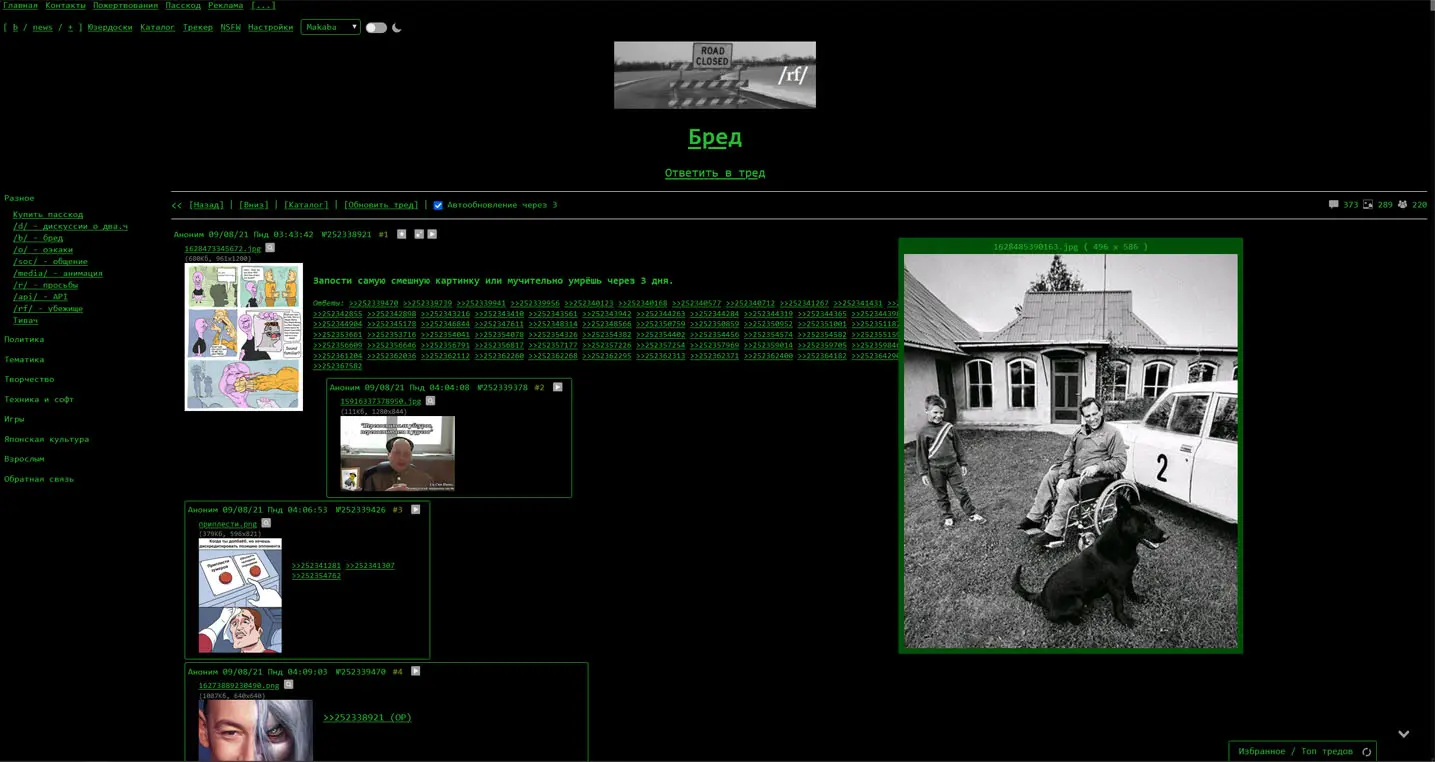 Главная Контакты Пожертвования Пасскод Реклама [...]
[ b / news / + ] Юзердоски Каталог Трекер NSFW Настройки Makaba
ROAD CLOSED
/rf/
Бред
Ответить в тред
<< [Назад] | [Вниз] | [Каталог] | [Обновить тред] | Автообновление через 3
373 289 220
Разное
Купить пасскод
/d/ - дискуссии о два.ч
/b/ - бред
/o/ - оэкаки
/soc/ - общение
/media/ - анимация
/r/ - просьбы
/api/ - API
/rf/ - убежище
Тивач
Политика
Тематика
Творчество
Техника и софт
Игры
Японская культура
Взрослым
Обратная связь
Аноним 09/08/21 Пнд 03:43:42 №252338921 #1
1628473345672.jpg
(680Кб, 961x1200)
Запости самую смешную картинку или мучительно умрёшь через 3 дня.
Ответы: >>252339470 >>252339739 >>252339941 >>252339956 >>252340123 >>252340168 >>252340577 >>252340712 >>252341267 >>252341431
>>252342855 >>252342898 >>252343216 >>252343410 >>252343561 >>252343942 >>252344263 >>252344284 >>252344319 >>252344365
>>252344904 >>252345178 >>252346844 >>252347611 >>252348314 >>252348566 >>252350759 >>252350859 >>252350952 >>252351001
>>252353661 >>252353716 >>252354041 >>252354078 >>252354326 >>252354382 >>252354402 >>252354456 >>252354574 >>252354582
>>252356609 >>252356646 >>252356791 >>252356817 >>252357177 >>252357226 >>252357254 >>252357969 >>252359014 >>252359705
>>252361204 >>252362036 >>252362112 >>252362260 >>252362268 >>252362295 >>252362313 >>252362371 >>252362400 >>252364182
>>252367582
Аноним 09/08/21 Пнд 04:04:08 №252339378 #2
15916337378950.jpg
(111Кб, 1280x844)
Аноним 09/08/21 Пнд 04:06:53 №252339426 #3
приплести.png
(379Кб, 598x821)
>>252341281 >>252341307
>>252354762
Аноним 09/08/21 Пнд 04:09:03 №252339470 #4
16273889230490.png
(1087Кб, 640x640)
>>252338921 (OP)
1628485390163.jpg ( 496 x 586 )
2
Избранное / Топ тредов